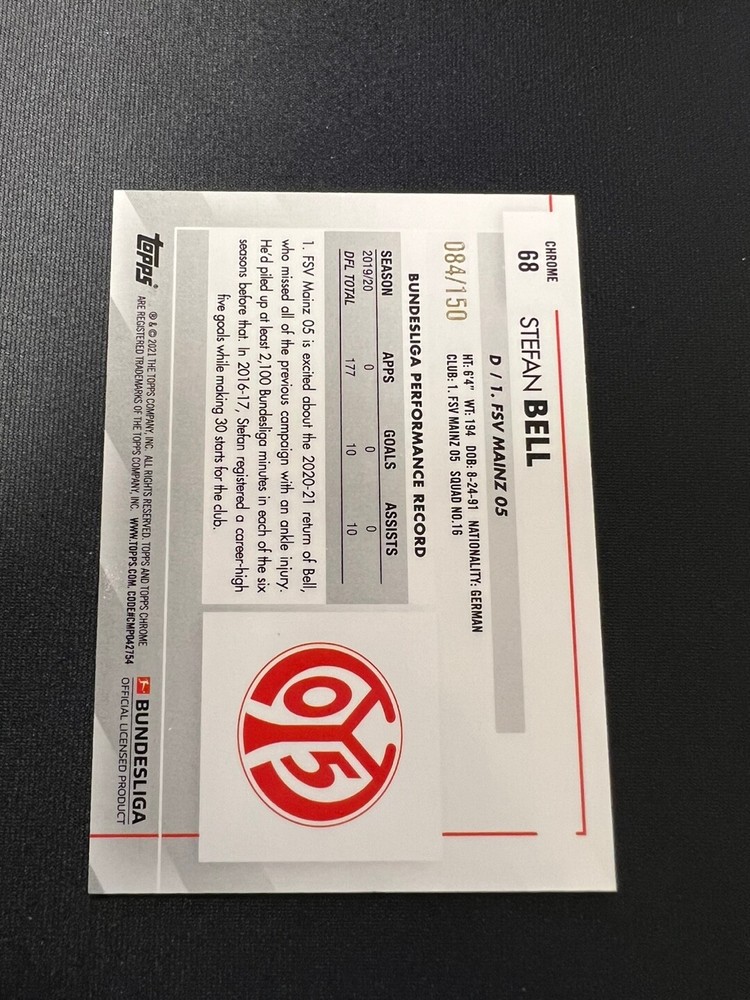 CHROME
68
STEFAN BELL
D / 1. FSV MAINZ 05
HT: 6'4" WT: 194 DOB: 8-24-91 NATIONALITY: GERMAN
CLUB: 1. FSV MAINZ 05 SQUAD NO.16
084/150
BUNDESLIGA PERFORMANCE RECORD
SEASON APPS GOALS ASSISTS
2019/20 0 0 0
DFL TOTAL 177 10 10
1. FSV Mainz 05 is excited about the 2020-21 return of Bell,
who missed all of the previous campaign with an ankle injury.
He'd piled up at least 2,100 Bundesliga minutes in each of the six
seasons before that. In 2016-17, Stefan registered a career-high
five goals while making 30 starts for the club.
05
topps
® & © 2021 THE TOPPS COMPANY, INC. ALL RIGHTS RESERVED. TOPPS AND TOPPS CHROME
ARE REGISTERED TRADEMARKS OF THE TOPPS COMPANY, INC. WWW.TOPPS.COM. CODE#CMP042754
BUNDESLIGA
OFFICIAL LICENSED PRODUCT